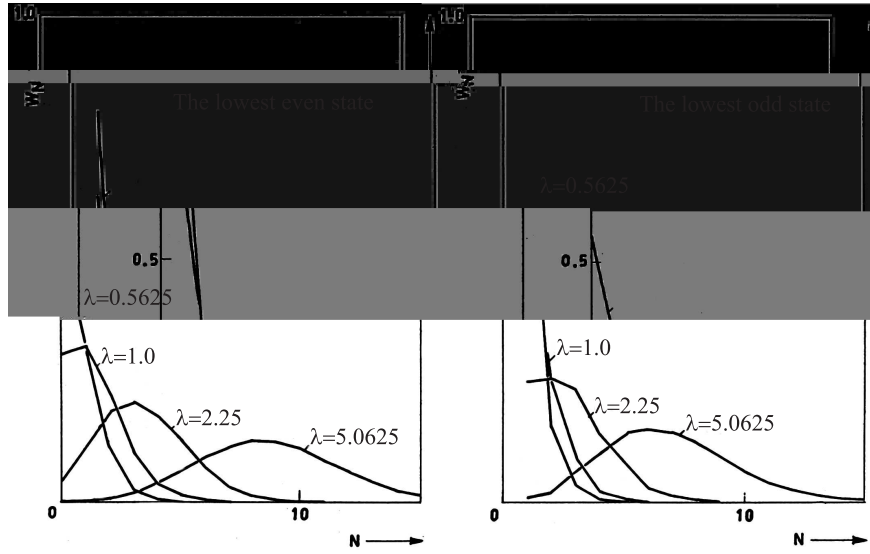 1.0
W_N
The lowest even state
0.5
λ=0.5625
λ=1.0
λ=2.25
λ=5.0625
0
10
N
1.0
W_N
The lowest odd state
λ=0.5625
0.5
λ=1.0
λ=2.25
λ=5.0625
0
10
N